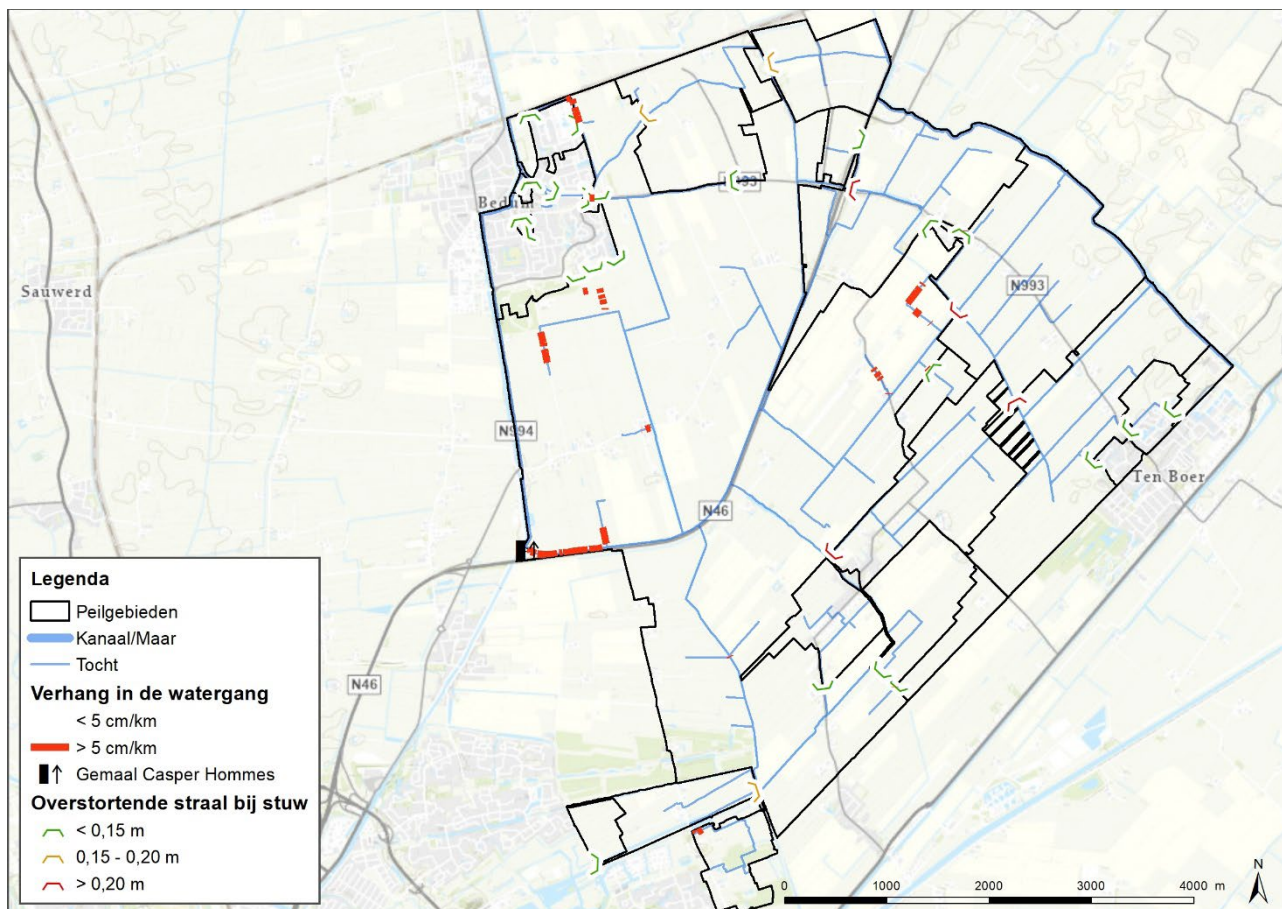 N993
Bedum
Sauwerd
N993
N994
Ten Boer
N46
N46
Legenda
Peilgebieden
Kanaal/Maar
Tocht
Verhang in de watergang
< 5 cm/km
> 5 cm/km
Gemaal Casper Hommes
Overstortende straal bij stuw
< 0,15 m
0,15 - 0,20 m
> 0,20 m
N
0 1000 2000 3000 4000 m